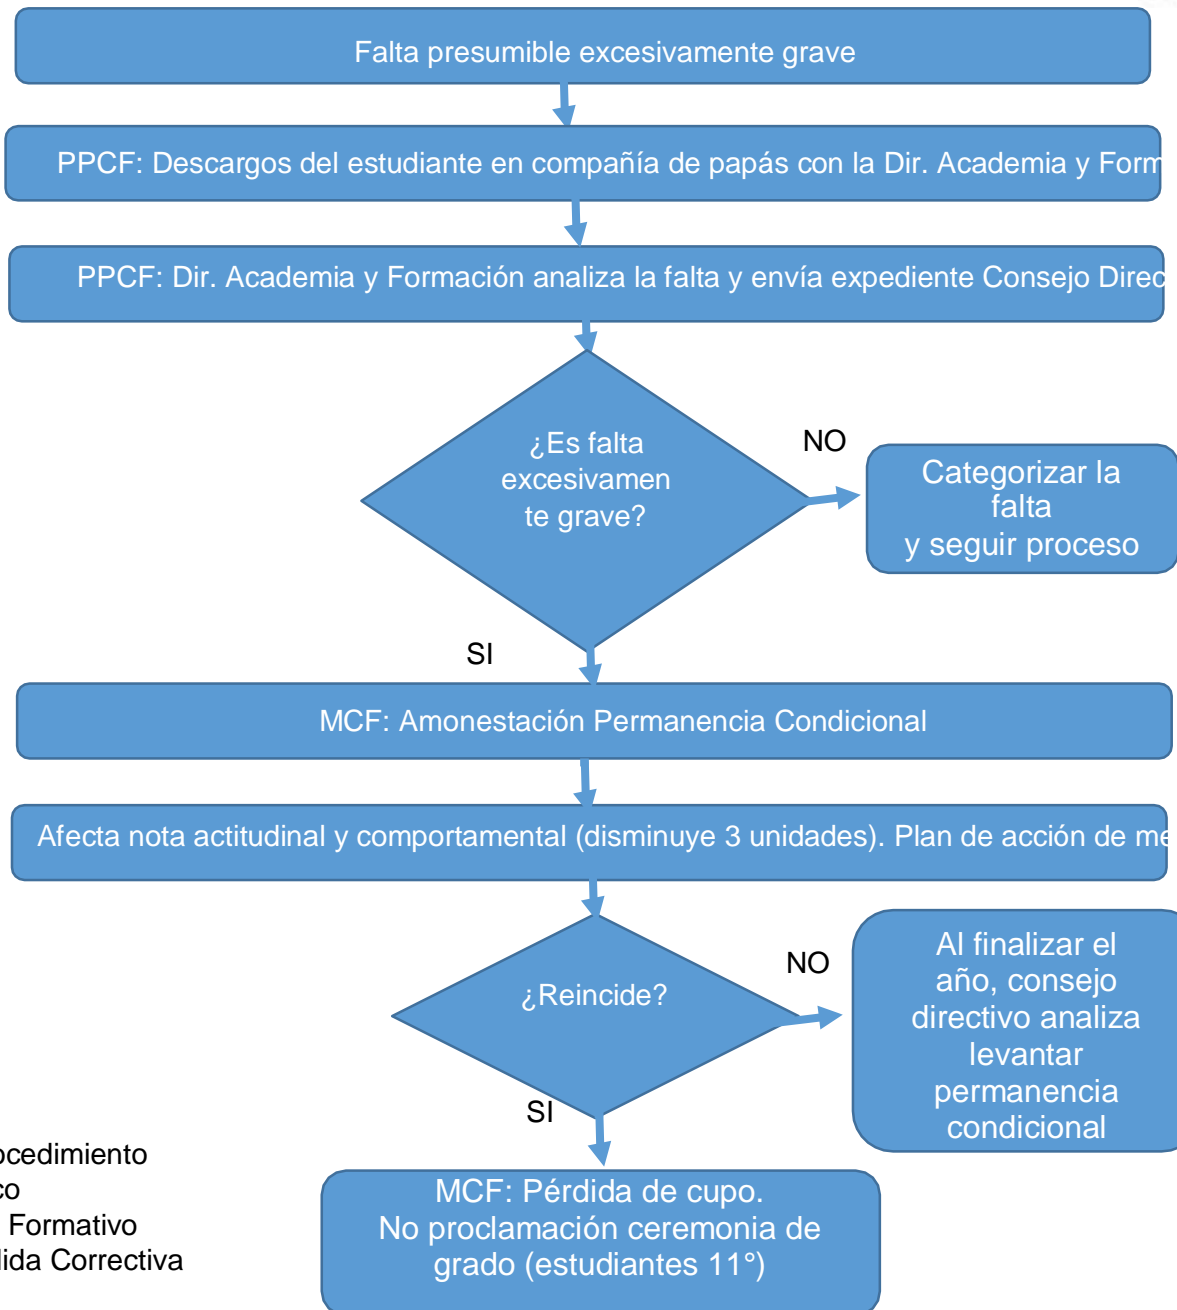 Falta presumible excesivamente grave
PPCF: Descargos del estudiante en compañía de papás con la Dir. Academia y Form
PPCF: Dir. Academia y Formación analiza la falta y envía expediente Consejo Direc
¿Es falta
excesivamen
te grave?
NO
Categorizar la
falta
y seguir proceso
SI
MCF: Amonestación Permanencia Condicional
Afecta nota actitudinal y comportamental (disminuye 3 unidades). Plan de acción de me
¿Reincide?
NO
Al finalizar el
año, consejo
directivo analiza
levantar
permanencia
condicional
SI
MCF: Pérdida de cupo.
No proclamación ceremonia de
grado (estudiantes 11°)
ocedimiento
co
Formativo
dida Correctiva